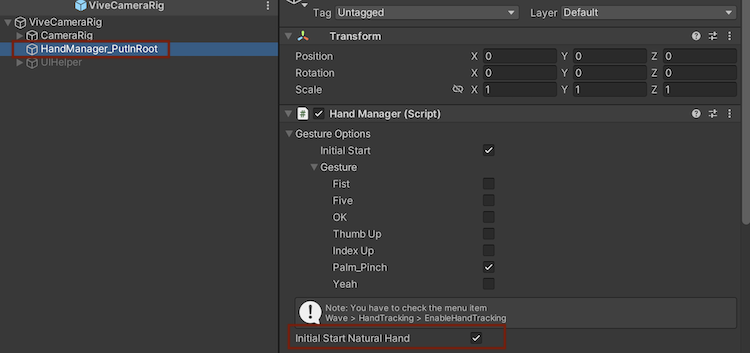 ViveCameraRig
ViveCameraRig
CameraRig
HandManager_PutInRoot
UIHelper
Tag Untagged Layer Default
Transform
Position X 0 Y 0 Z 0
Rotation X 0 Y 0 Z 0
Scale X 1 Y 1 Z 1
# Hand Manager (Script)
Gesture Options
Initial Start
Gesture
Fist
Five
OK
Thumb Up
Index Up
Palm_Pinch
Yeah
Note: You have to check the menu item
Wave > HandTracking > EnableHandTracking
Initial Start Natural Hand